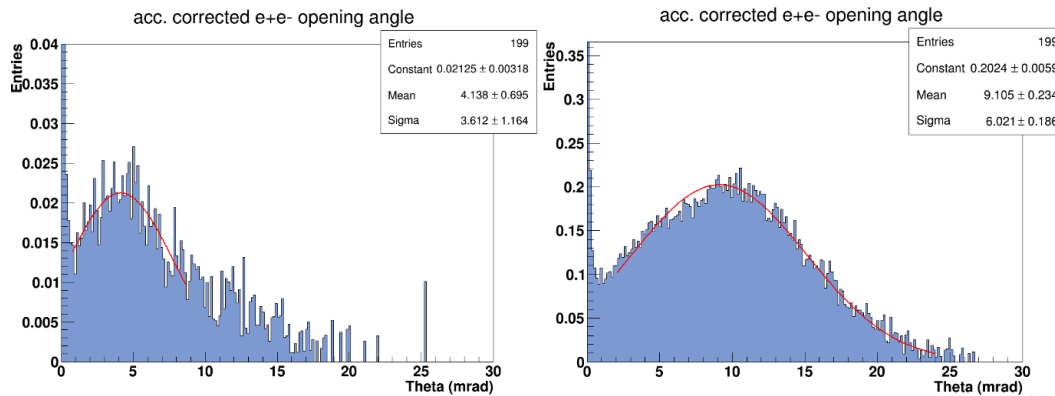 acc. corrected e+e- opening angle
Entries
Entries 199
Constant 0.02125 ± 0.00318
Mean 4.138 ± 0.695
Sigma 3.612 ± 1.164
0.04
0.035
0.03
0.025
0.02
0.015
0.01
0.005
0
0 5 10 15 20 25 30
Theta (mrad)
acc. corrected e+e- opening angle
Entries
Entries 199
Constant 0.2024 ± 0.0059
Mean 9.105 ± 0.234
Sigma 6.021 ± 0.186
0.35
0.3
0.25
0.2
0.15
0.1
0.05
0
0 5 10 15 20 25 30
Theta (mrad)